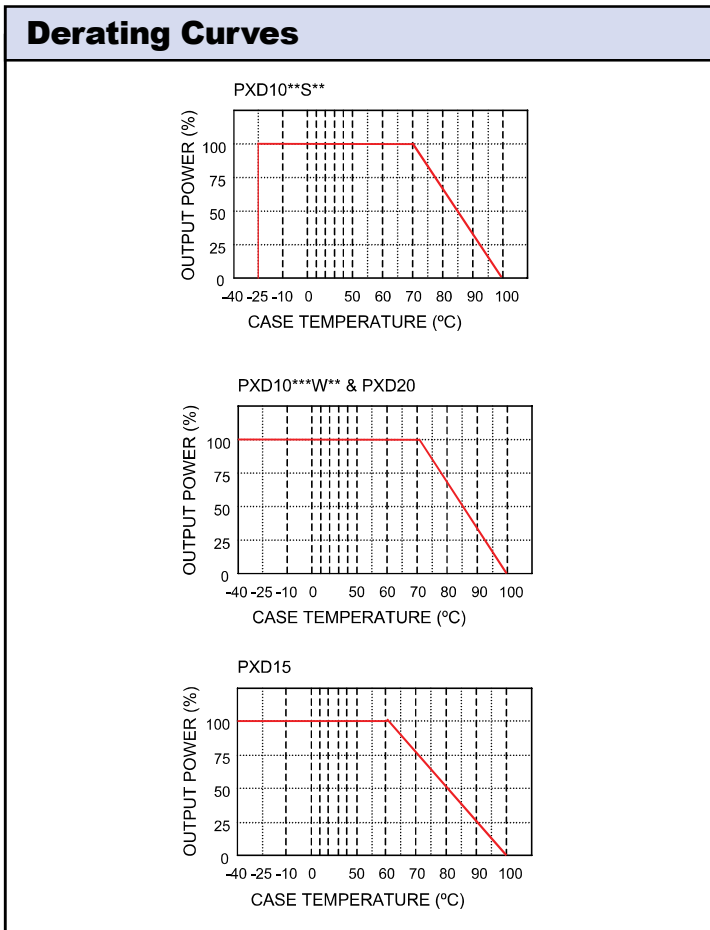 Derating Curves
PXD10**S**
OUTPUT POWER (%)
100
75
50
25
0
-40 -25 -10 0 50 60 70 80 90 100
CASE TEMPERATURE (ºC)
PXD10***W** & PXD20
OUTPUT POWER (%)
100
75
50
25
0
-40 -25 -10 0 50 60 70 80 90 100
CASE TEMPERATURE (ºC)
PXD15
OUTPUT POWER (%)
100
75
50
25
0
-40 -25 -10 0 50 60 70 80 90 100
CASE TEMPERATURE (ºC)